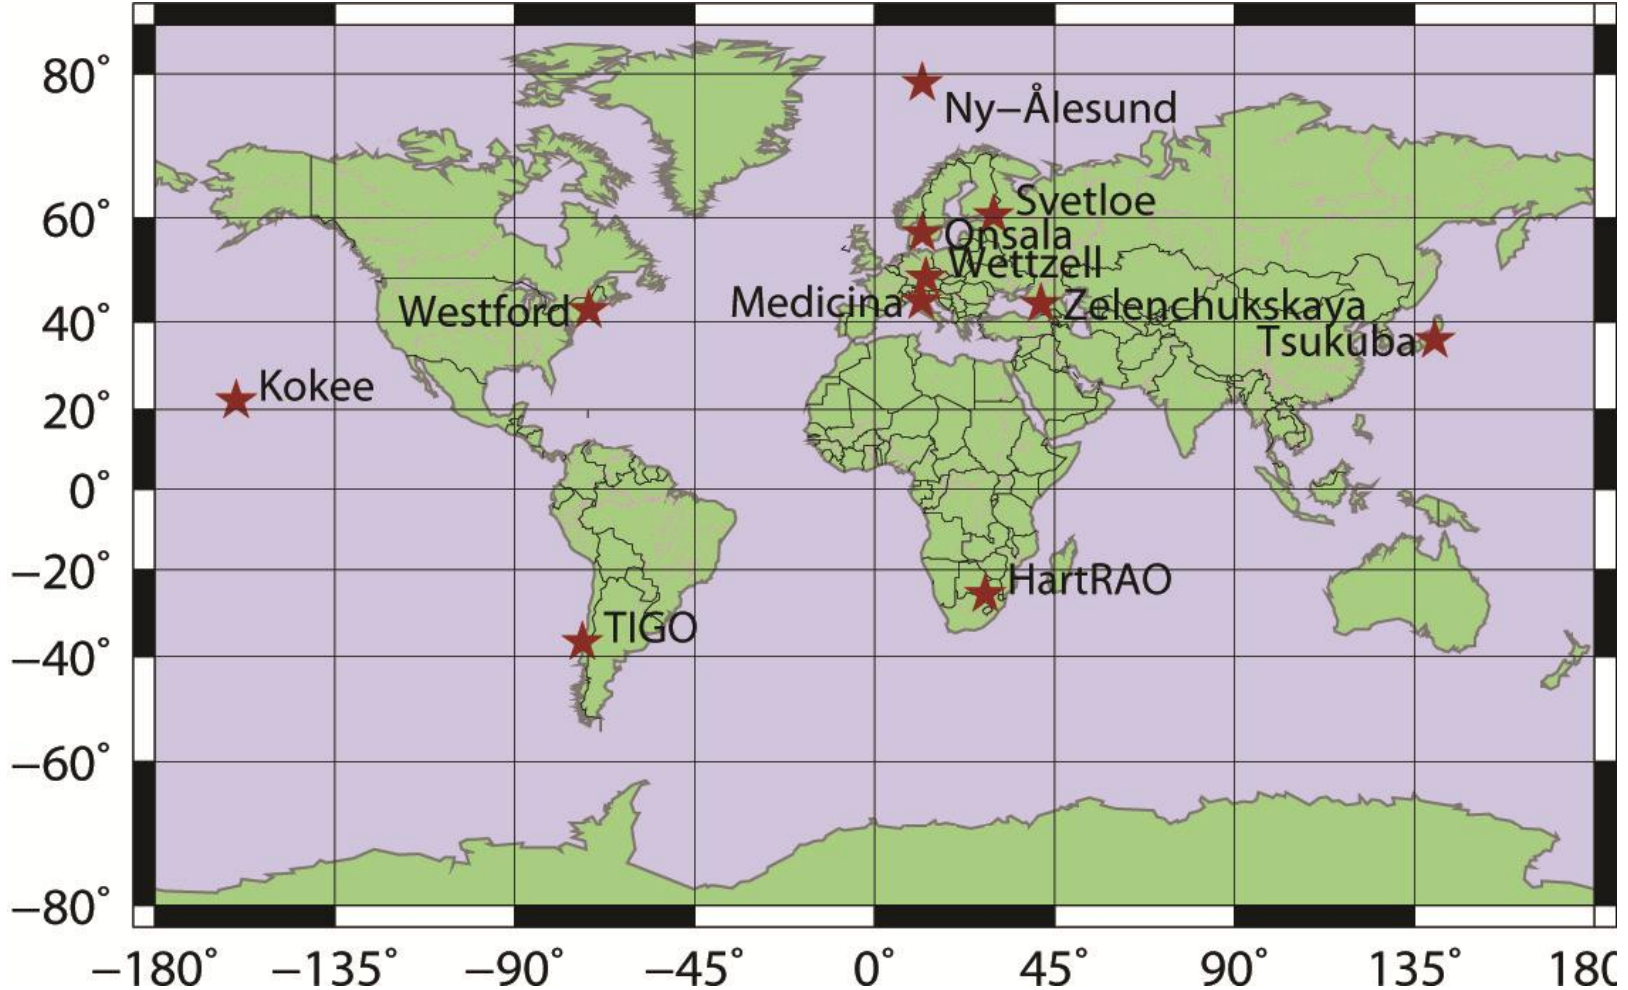 80°
Ny−Ålesund
Svetloe
60°
Onsala
Wettzell
Medicina
Zelenchukskaya
Westford
40°
Tsukuba
Kokee
20°
0°
−20°
HartRAO
TIGO
−40°
−60°
−80°
−180° −135° −90° −45° 0° 45° 90° 135° 180